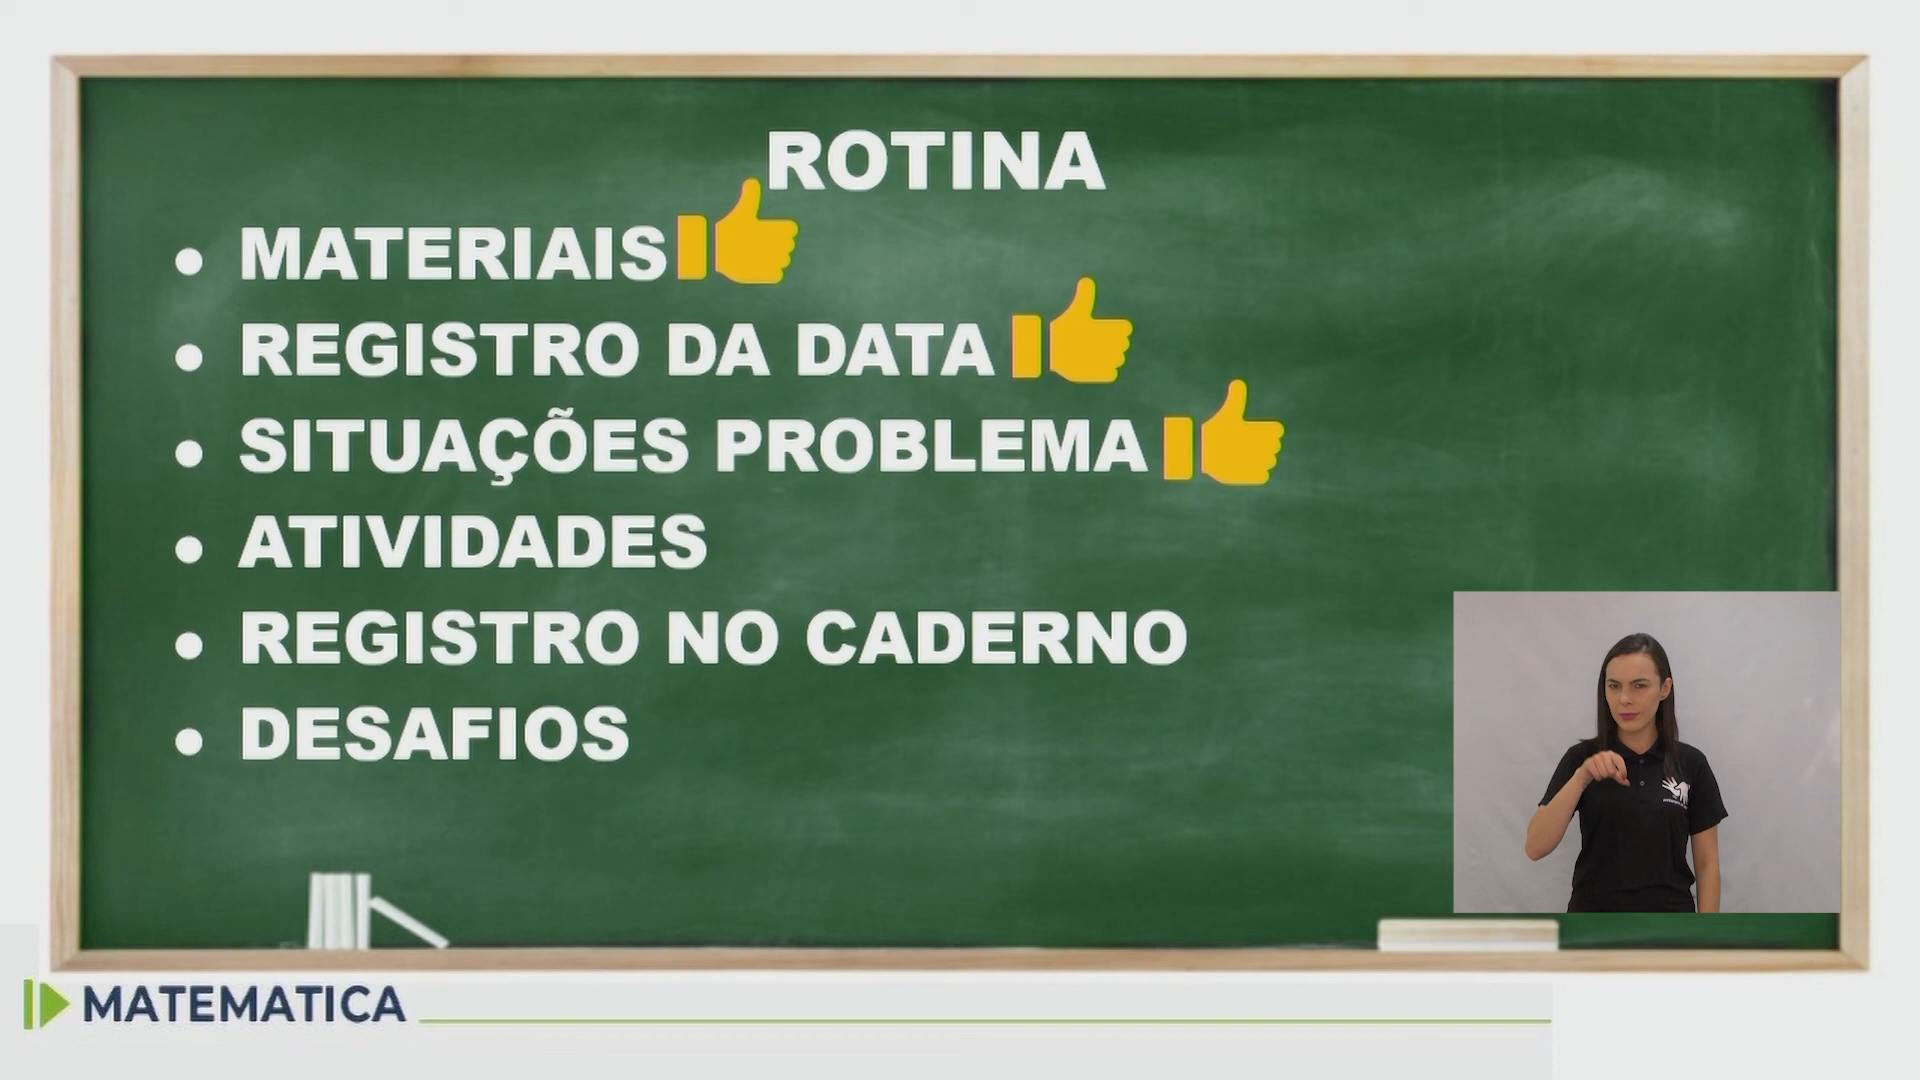 ROTINA
• MATERIAIS
• REGISTRO DA DATA
• SITUAÇÕES PROBLEMA
• ATIVIDADES
• REGISTRO NO CADERNO
• DESAFIOS
MATEMATICA